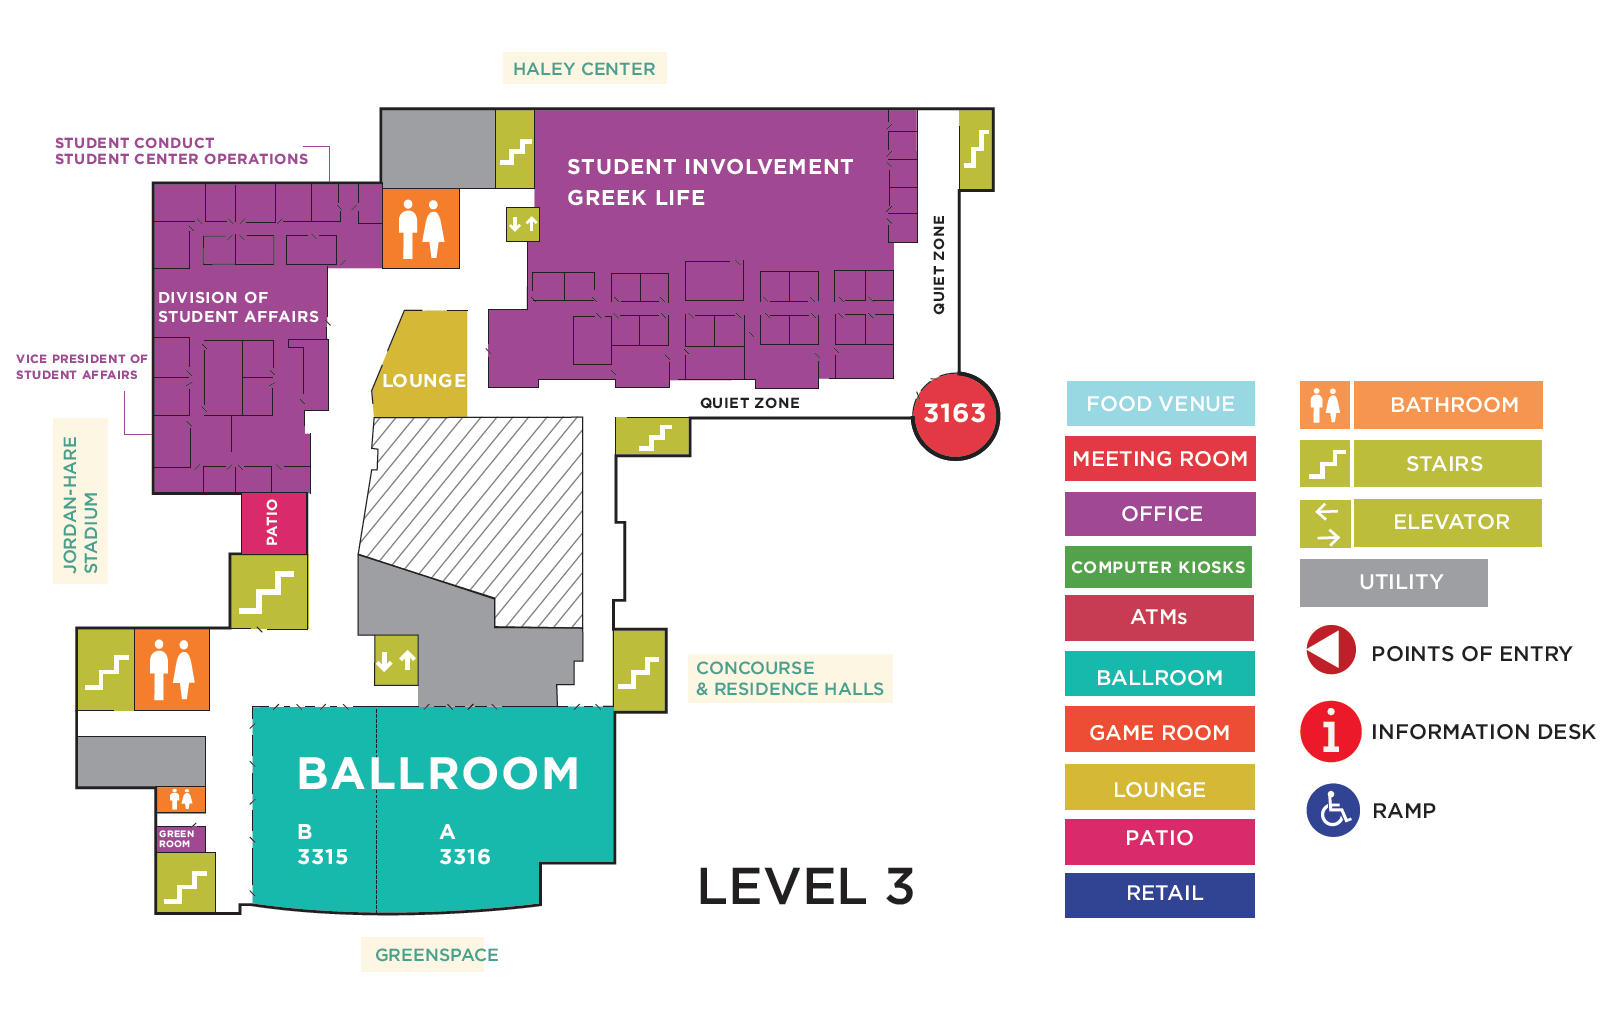 HALEY CENTER
STUDENT CONDUCT
STUDENT CENTER OPERATIONS
STUDENT INVOLVEMENT
GREEK LIFE
QUIET ZONE
DIVISION OF
STUDENT AFFAIRS
VICE PRESIDENT OF
STUDENT AFFAIRS
LOUNGE
QUIET ZONE
3163
JORDAN-HARE
STADIUM
PATIO
CONCOURSE
& RESIDENCE HALLS
BALLROOM
B
3315
A
3316
GREEN
ROOM
LEVEL 3
GREENSPACE
FOOD VENUE
MEETING ROOM
OFFICE
COMPUTER KIOSKS
ATMs
BALLROOM
GAME ROOM
LOUNGE
PATIO
RETAIL
BATHROOM
STAIRS
ELEVATOR
UTILITY
POINTS OF ENTRY
i
INFORMATION DESK
RAMP